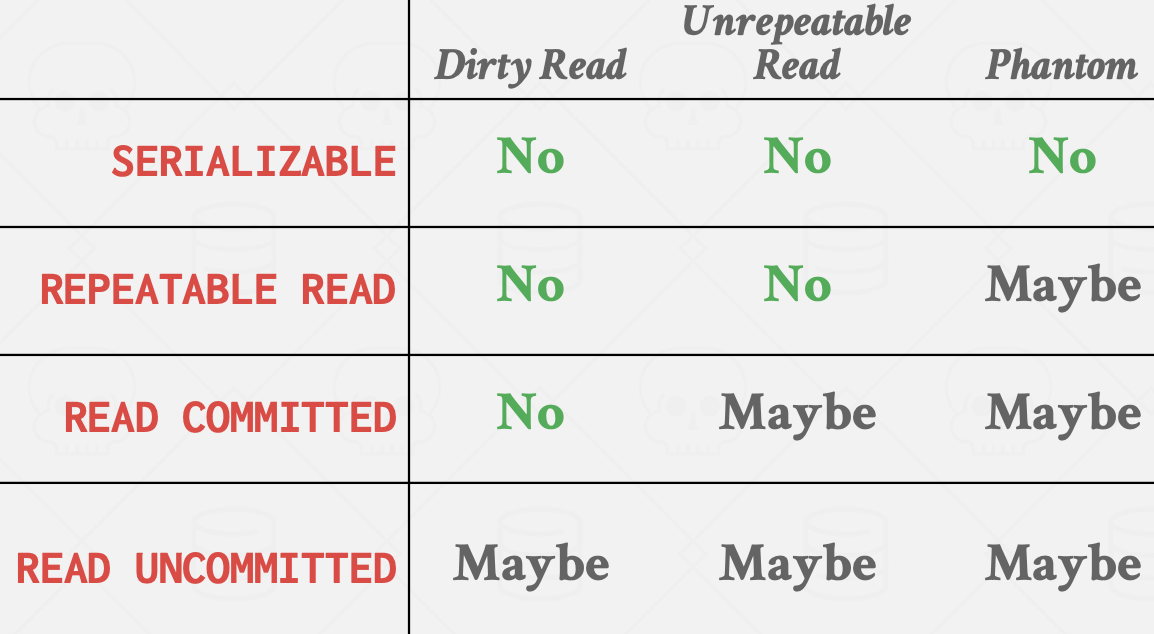 Unrepeatable
Dirty Read Read Phantom
SERIALIZABLE No No No
REPEATABLE READ No No Maybe
READ COMMITTED No Maybe Maybe
READ UNCOMMITTED Maybe Maybe Maybe